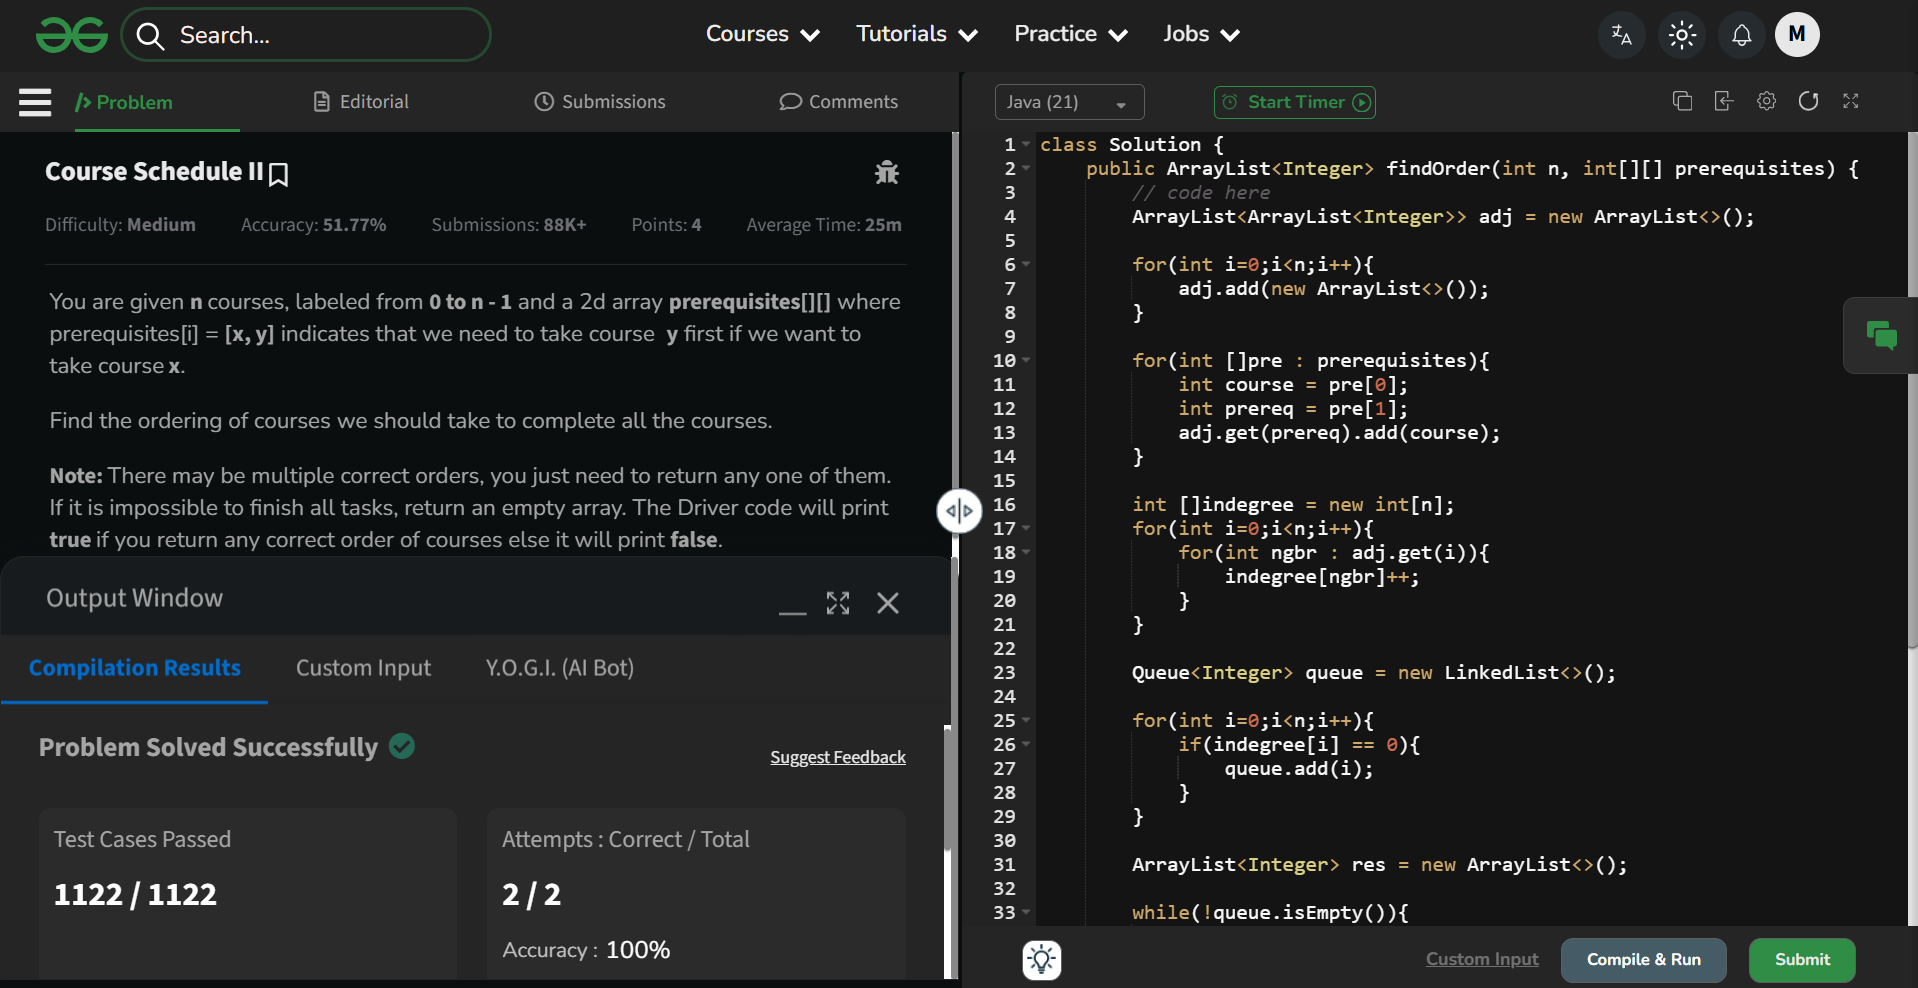 Search...
Courses
Tutorials
Practice
Jobs
M
Problem
Editorial
Submissions
Comments
Course Schedule II
Difficulty: Medium
Accuracy: 51.77%
Submissions: 88K+
Points: 4
Average Time: 25m
You are given n courses, labeled from 0 to n - 1 and a 2d array prerequisites[][] where
prerequisites[i] = [x, y] indicates that we need to take course y first if we want to
take course x.
Find the ordering of courses we should take to complete all the courses.
Note: There may be multiple correct orders, you just need to return any one of them.
If it is impossible to finish all tasks, return an empty array. The Driver code will print
true if you return any correct order of courses else it will print false.
Output Window
Compilation Results
Custom Input
Y.O.G.I. (AI Bot)
Problem Solved Successfully
Suggest Feedback
Test Cases Passed
1122 / 1122
Attempts : Correct / Total
2 / 2
Accuracy : 100%
Java (21)
Start Timer
1 class Solution {
2 public ArrayList<Integer> findOrder(int n, int[][] prerequisites) {
3 // code here
4 ArrayList<ArrayList<Integer>> adj = new ArrayList<>();
5
6 for(int i=0;i<n;i++){
7 adj.add(new ArrayList<>());
8 }
9
10 for(int []pre : prerequisites){
11 int course = pre[0];
12 int prereq = pre[1];
13 adj.get(prereq).add(course);
14 }
15
16 int []indegree = new int[n];
17 for(int i=0;i<n;i++){
18 for(int ngbr : adj.get(i)){
19 indegree[ngbr]++;
20 }
21 }
22
23 Queue<Integer> queue = new LinkedList<>();
24
25 for(int i=0;i<n;i++){
26 if(indegree[i] == 0){
27 queue.add(i);
28 }
29 }
30
31 ArrayList<Integer> res = new ArrayList<>();
32
33 while(!queue.isEmpty()){
Custom Input
Compile & Run
Submit